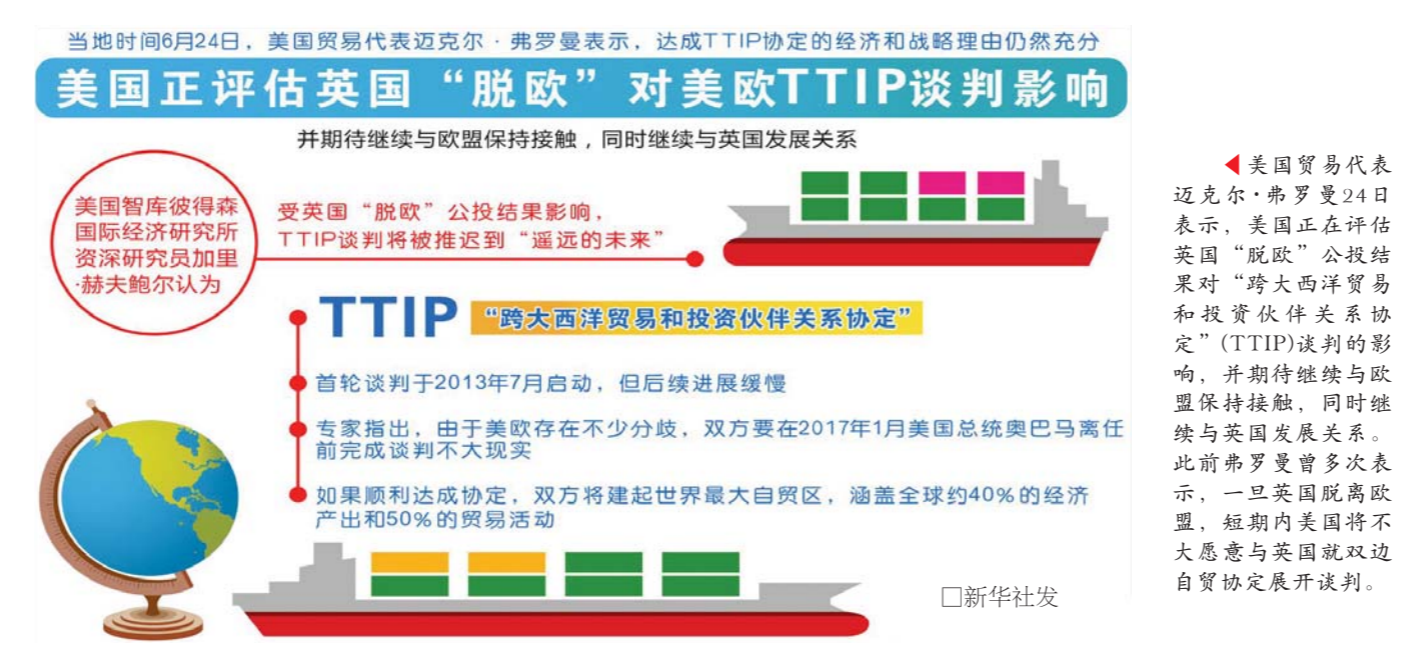 当地时间6月24日，美国贸易代表迈克尔·弗罗曼表示，达成TTIP协定的经济和战略理由仍然充分
美国正评估英国“脱欧”对美欧TTIP谈判影响
并期待继续与欧盟保持接触，同时继续与英国发展关系
美国智库彼得森
国际经济研究所
资深研究员加里
·赫夫鲍尔认为
受英国“脱欧”公投结果影响，
TTIP谈判将被推迟到“遥远的未来”
TTIP “跨大西洋贸易和投资伙伴关系协定”
首轮谈判于2013年7月启动，但后续进展缓慢
专家指出，由于美欧存在不少分歧，双方要在2017年1月美国总统奥巴马离任
前完成谈判不大现实
如果顺利达成协定，双方将建起世界最大自贸区，涵盖全球约40%的经济
产出和50%的贸易活动
□新华社发
◀美国贸易代表
迈克尔·弗罗曼24日
表示，美国正在评估
英国“脱欧”公投结
果对“跨大西洋贸易
和投资伙伴关系协
定”(TTIP)谈判的影
响，并期待继续与欧
盟保持接触，同时继
续与英国发展关系。
此前弗罗曼曾多次表
示，一旦英国脱离欧
盟，短期内美国将不
大愿意与英国就双边
自贸协定展开谈判。